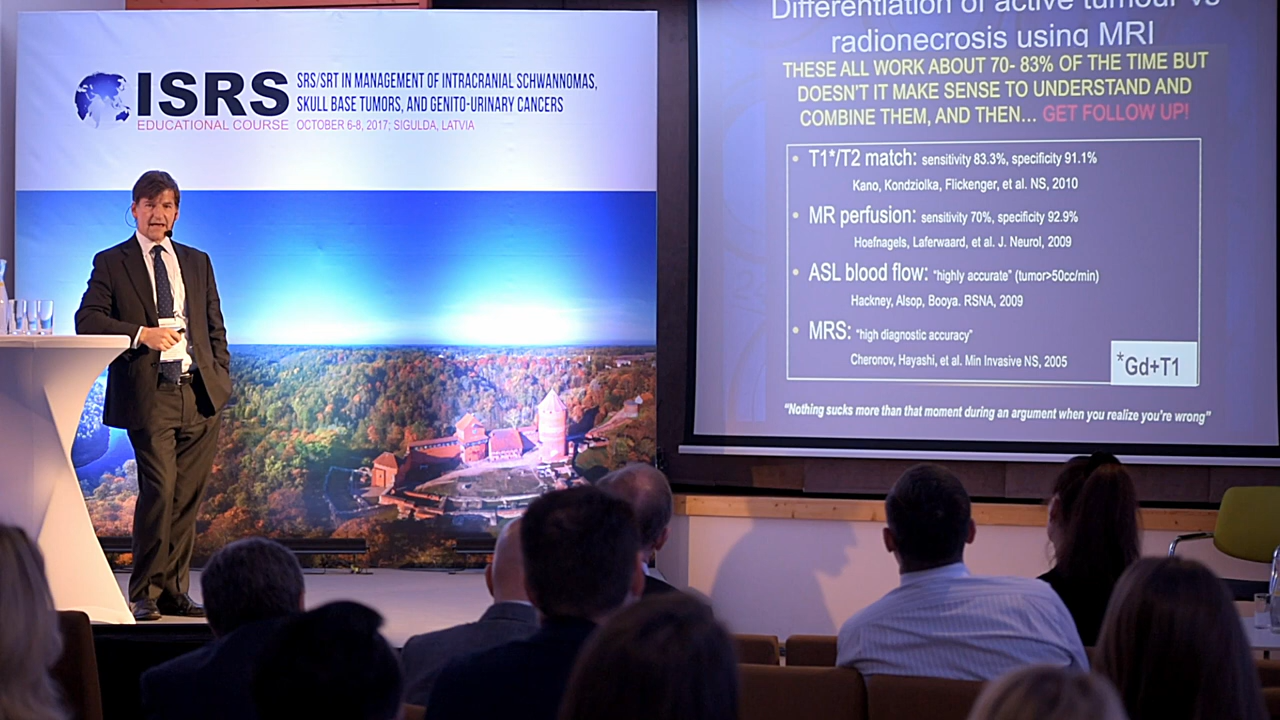 ISRS
EDUCATIONAL COURSE
SRS/SRT IN MANAGEMENT OF INTRACRANIAL SCHWANNOMAS,
SKULL BASE TUMORS, AND GENITO-URINARY CANCERS
OCTOBER 6-8, 2017; SIGULDA, LATVIA
Differentiation of active tumour vs
radionecrosis using MRI
THESE ALL WORK ABOUT 70- 83% OF THE TIME BUT
DOESN'T IT MAKE SENSE TO UNDERSTAND AND
COMBINE THEM, AND THEN... GET FOLLOW UP!
• T1*/T2 match: sensitivity 83.3%, specificity 91.1%
Kano, Kondziolka, Flickenger, et al. NS, 2010
• MR perfusion: sensitivity 70%, specificity 92.9%
Hoefnagels, Laferwaard, et al. J. Neurol, 2009
• ASL blood flow: "highly accurate" (tumor>50cc/min)
Hackney, Alsop, Booya. RSNA, 2009
• MRS: "high diagnostic accuracy"
Cheronov, Hayashi, et al. Min Invasive NS, 2005
*Gd+T1
"Nothing sucks more than that moment during an argument when you realize you're wrong"